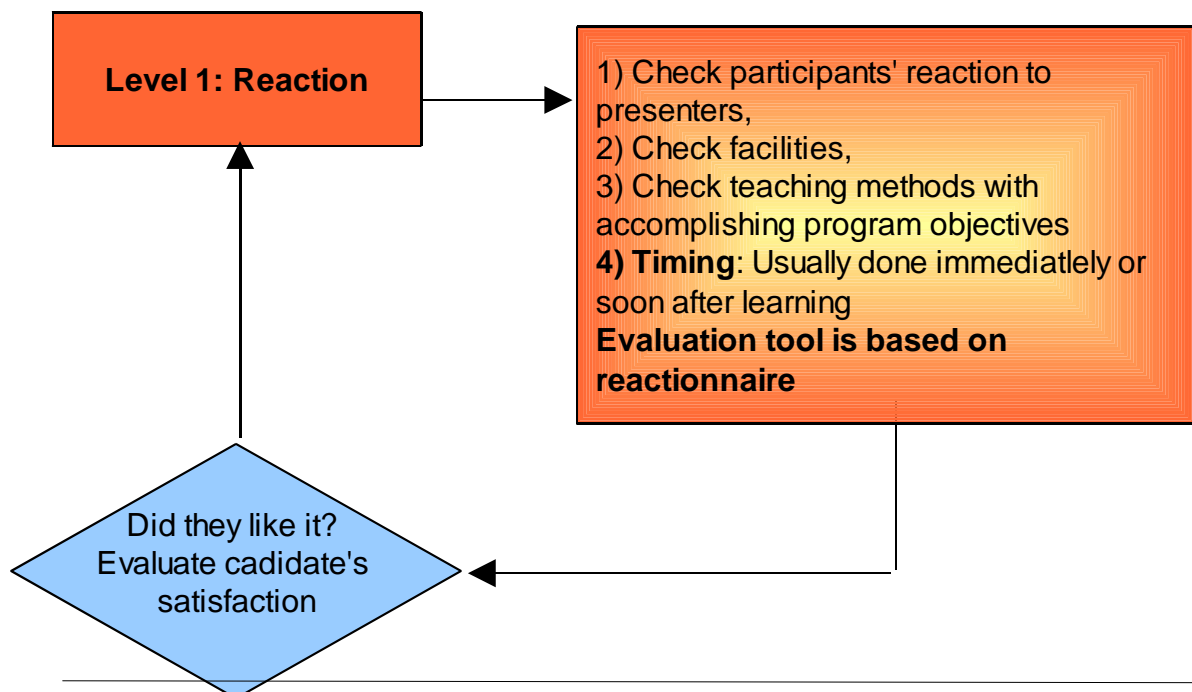 Level 1: Reaction
1) Check participants' reaction to
presenters,
2) Check facilities,
3) Check teaching methods with
accomplishing program objectives
4) Timing: Usually done immediatlely or
soon after learning
Evaluation tool is based on
reactionnaire
Did they like it?
Evaluate cadidate's
satisfaction